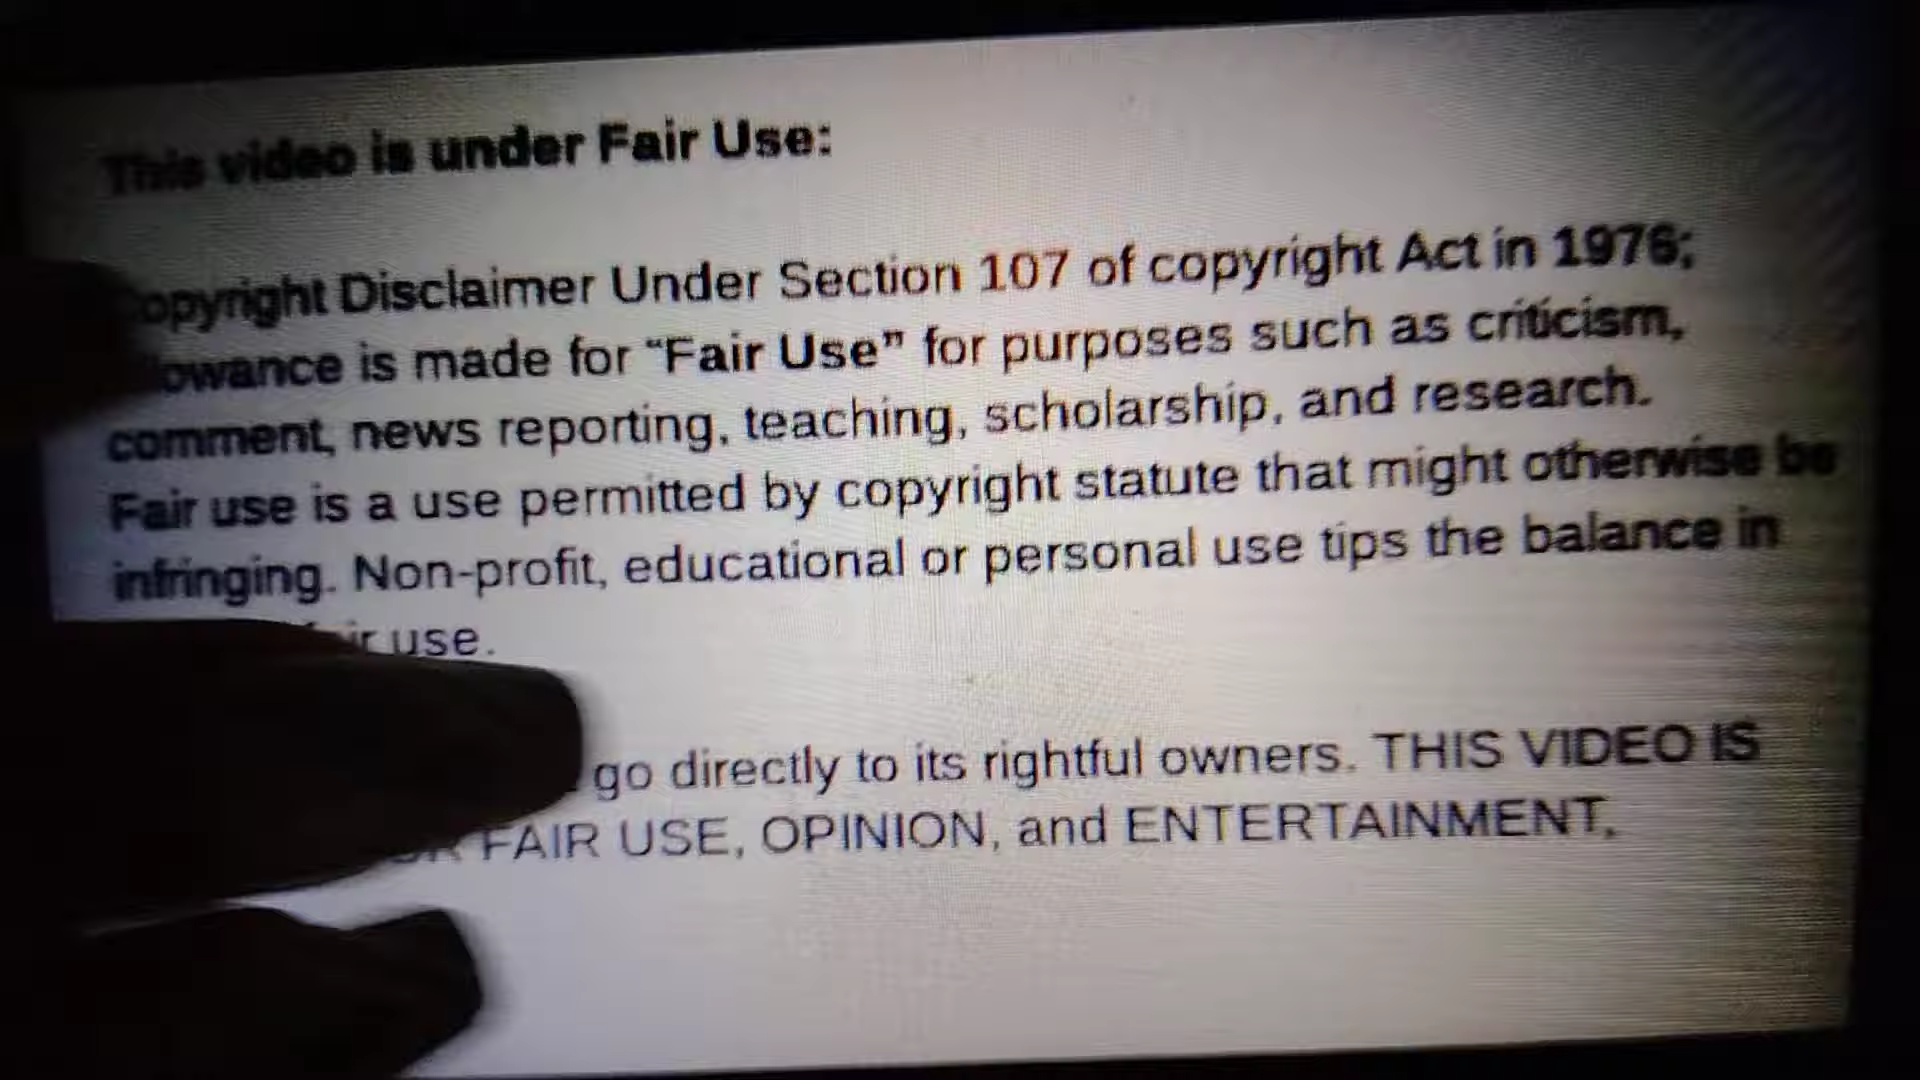 This video is under Fair Use:
opyright Disclaimer Under Section 107 of copyright Act in 1976;
owance is made for “Fair Use” for purposes such as criticism,
comment, news reporting, teaching, scholarship, and research.
Fair use is a use permitted by copyright statute that might otherwise be
infringing. Non-profit, educational or personal use tips the balance in
use.
go directly to its rightful owners. THIS VIDEO IS
FAIR USE, OPINION, and ENTERTAINMENT,